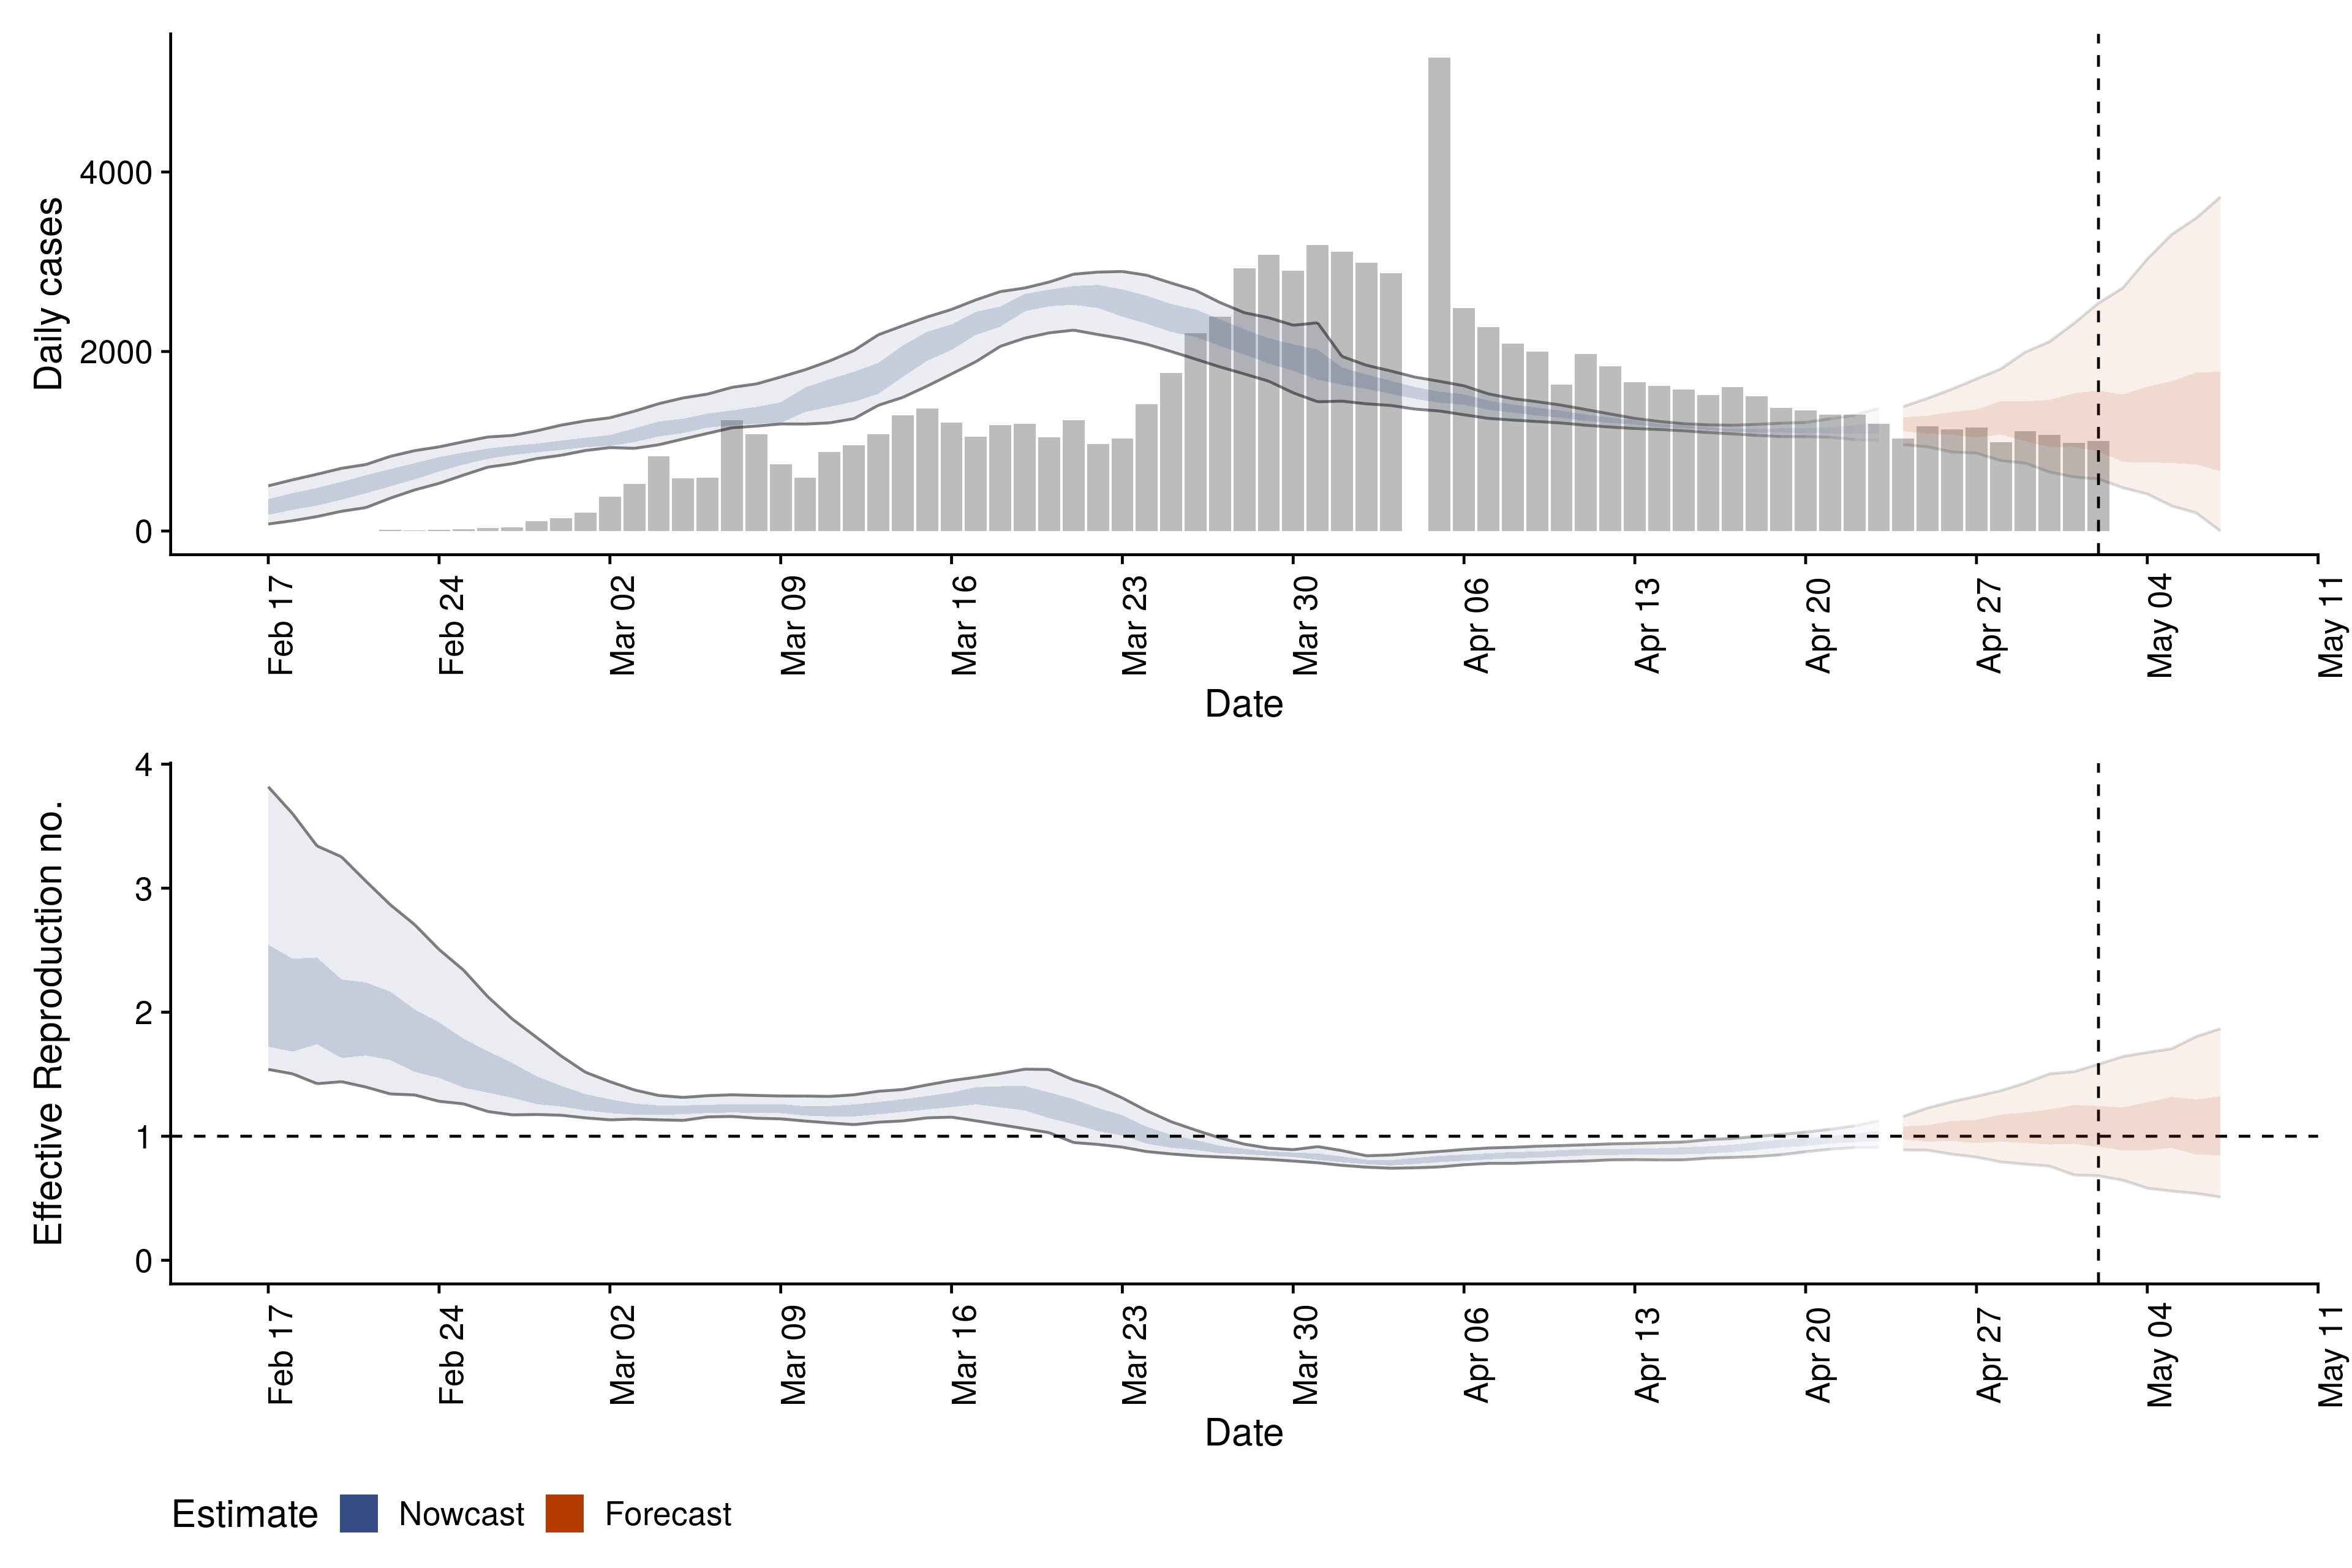 Daily cases
4000
2000
0
Feb 17
Feb 24
Mar 02
Mar 09
Mar 16
Mar 23
Mar 30
Apr 06
Apr 13
Apr 20
Apr 27
May 04
May 11
Date
Effective Reproduction no.
4
3
2
1
0
Feb 17
Feb 24
Mar 02
Mar 09
Mar 16
Mar 23
Mar 30
Apr 06
Apr 13
Apr 20
Apr 27
May 04
May 11
Date
Estimate Nowcast Forecast